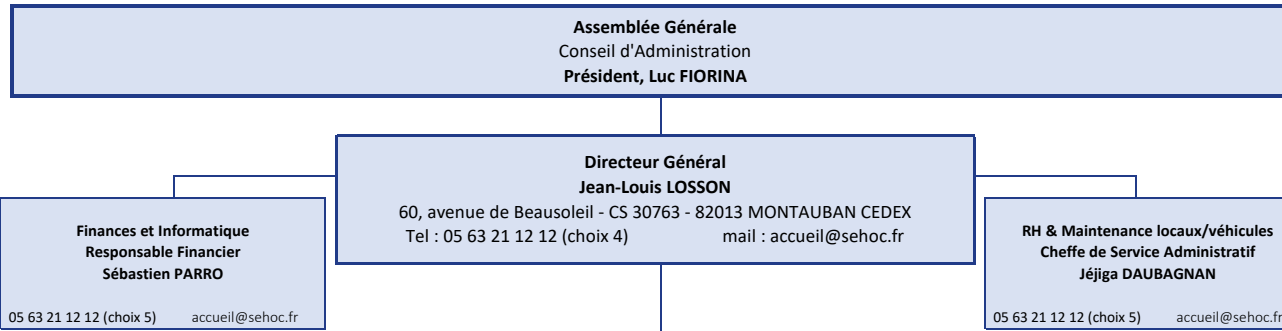 Assemblée Générale
Conseil d'Administration
Président, Luc FIORINA
Directeur Général
Jean-Louis LOSSON
60, avenue de Beausoleil - CS 30763 - 82013 MONTAUBAN CEDEX
Tel : 05 63 21 12 12 (choix 4) mail : accueil@sehoc.fr
Finances et Informatique
Responsable Financier
Sébastien PARRO
05 63 21 12 12 (choix 5) accueil@sehoc.fr
RH & Maintenance locaux/véhicules
Cheffe de Service Administratif
Jéjiga DAUBAGNAN
05 63 21 12 12 (choix 5) accueil@sehoc.fr